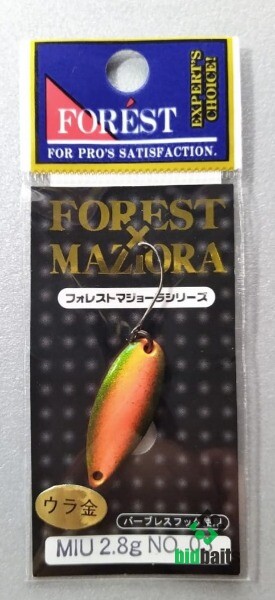 FORÉST
FOR PRO'S SATISFACTION.
EXPERT'S
CHOICE!
FOREST
×
MAZIORA
フォレストマジョーラシリーズ
ウラ金
バーブレスフック
MIU 2.8g NO.
bidbait